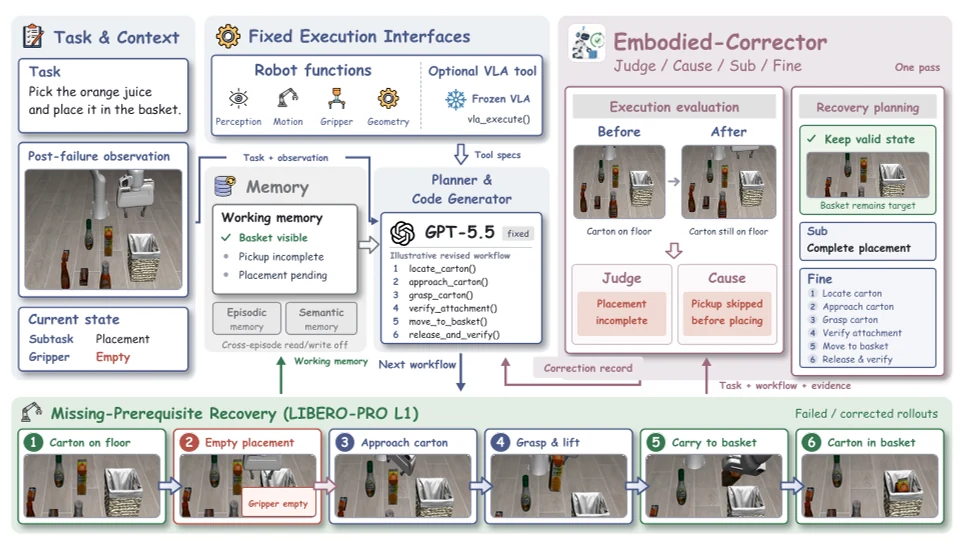 Task & Context
Task
Pick the orange juice
and place it in the basket.
Post-failure observation
Current state
Subtask Placement
Gripper Empty
Fixed Execution Interfaces
Robot functions
Perception Motion Gripper Geometry
Optional VLA tool
Frozen VLA
vla_execute()
Task + observation
Tool specs
Memory
Working memory
✓ Basket visible
• Pickup incomplete
• Placement pending
Episodic
memory
Semantic
memory
Cross-episode read/write off
Planner &
Code Generator
GPT-5.5 fixed
Illustrative revised workflow
1 locate_carton()
2 approach_carton()
3 grasp_carton()
4 verify_attachment()
5 move_to_basket()
6 release_and_verify()
Embodied-Corrector
Judge / Cause / Sub / Fine
One pass
Execution evaluation
Before After
Carton on floor Carton still on floor
Judge
Placement
incomplete
Cause
Pickup skipped
before placing
Recovery planning
✓ Keep valid state
Basket remains target
Sub
Complete placement
Fine
1 Locate carton
2 Approach carton
3 Grasp carton
4 Verify attachment
5 Move to basket
6 Release & verify
Working memory
Next workflow
Correction record
Task + workflow + evidence
Missing-Prerequisite Recovery (LIBERO-PRO L1)
Failed / corrected rollouts
1 Carton on floor
2 Empty placement
Gripper empty
3 Approach carton
4 Grasp & lift
5 Carry to basket
6 Carton in basket